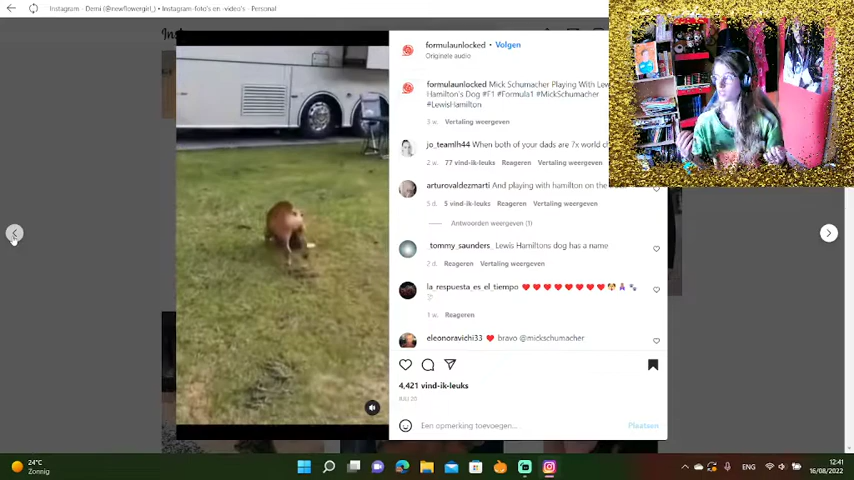 Instagram - Demi (@newflowergirl_) • Instagram-foto's en -video's - Personal
formulaunlocked • Volgen
Originele audio
formulaunlocked Mick Schumacher Playing With Lew
Hamilton's Dog #F1 #Formula1 #MickSchumacher
#LewisHamilton
3 w. Vertaling weergeven
jo_teamlh44 When both of your dads are 7x world c
2 w. 77 vind-ik-leuks Reageren Vertaling weergeven
arturovaldezmarti And playing with hamilton on the
5 d. 5 vind-ik-leuks Reageren Vertaling weergeven
Antwoorden weergeven (1)
tommy_saunders_ Lewis Hamiltons dog has a name
2 d. Reageren Vertaling weergeven
la_respuesta_es_el_tiempo ❤️❤️❤️❤️❤️❤️❤️❤️
1 w. Reageren
eleonoravichi33 ❤️ bravo @mickschumacher
4,421 vind-ik-leuks
Een opmerking toevoegen... Plaatsen
24°C
Zonnig
ENG
12:41
16/08/2022